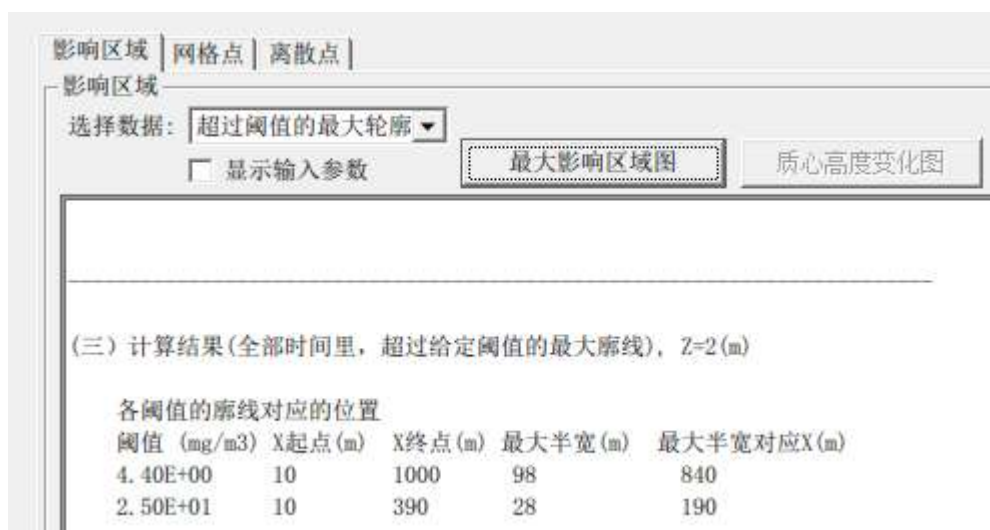 影响区域 网格点 离散点
影响区域
选择数据: 超过阈值的最大轮廓
显示输入参数 最大影响区域图 质心高度变化图
(三) 计算结果(全部时间里, 超过给定阈值的最大廓线), Z=2(m)
各阈值的廓线对应的位置
阈值 (mg/m3) X起点(m) X终点(m) 最大半宽(m) 最大半宽对应X(m)
4.40E+00 10 1000 98 840
2.50E+01 10 390 28 190